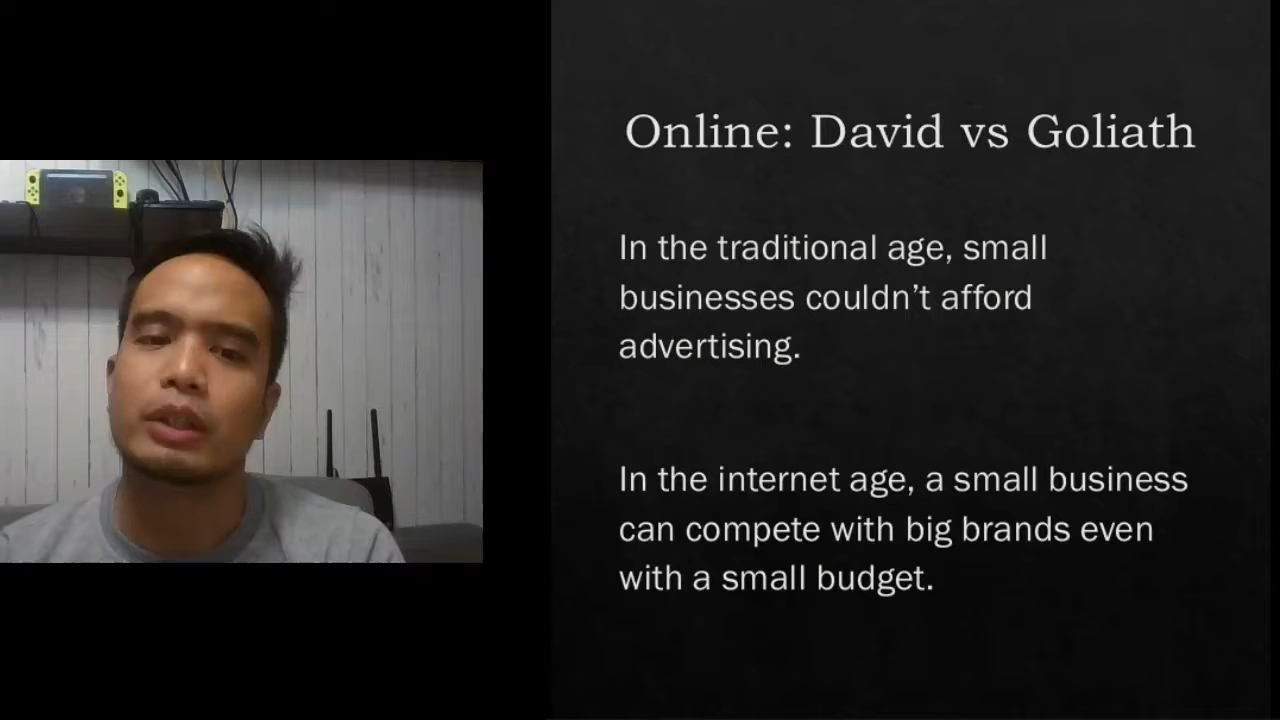 Online: David vs Goliath
In the traditional age, small
businesses couldn’t afford
advertising.
In the internet age, a small business
can compete with big brands even
with a small budget.